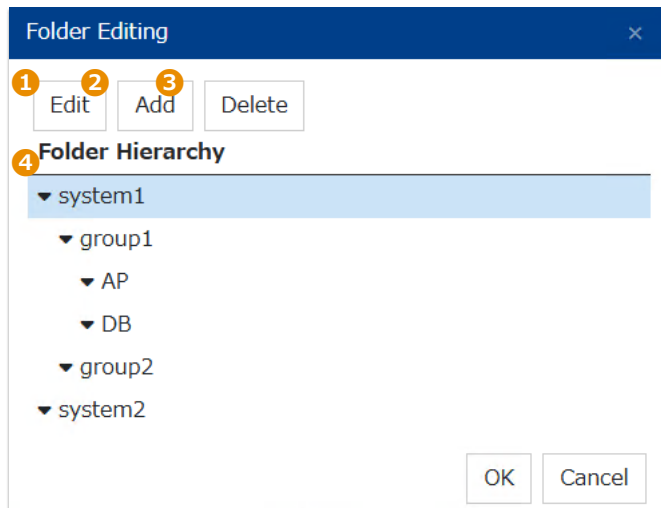 Folder Editing ×
1 2 3
Edit Add Delete
4 Folder Hierarchy
system1
group1
AP
DB
group2
system2
OK Cancel